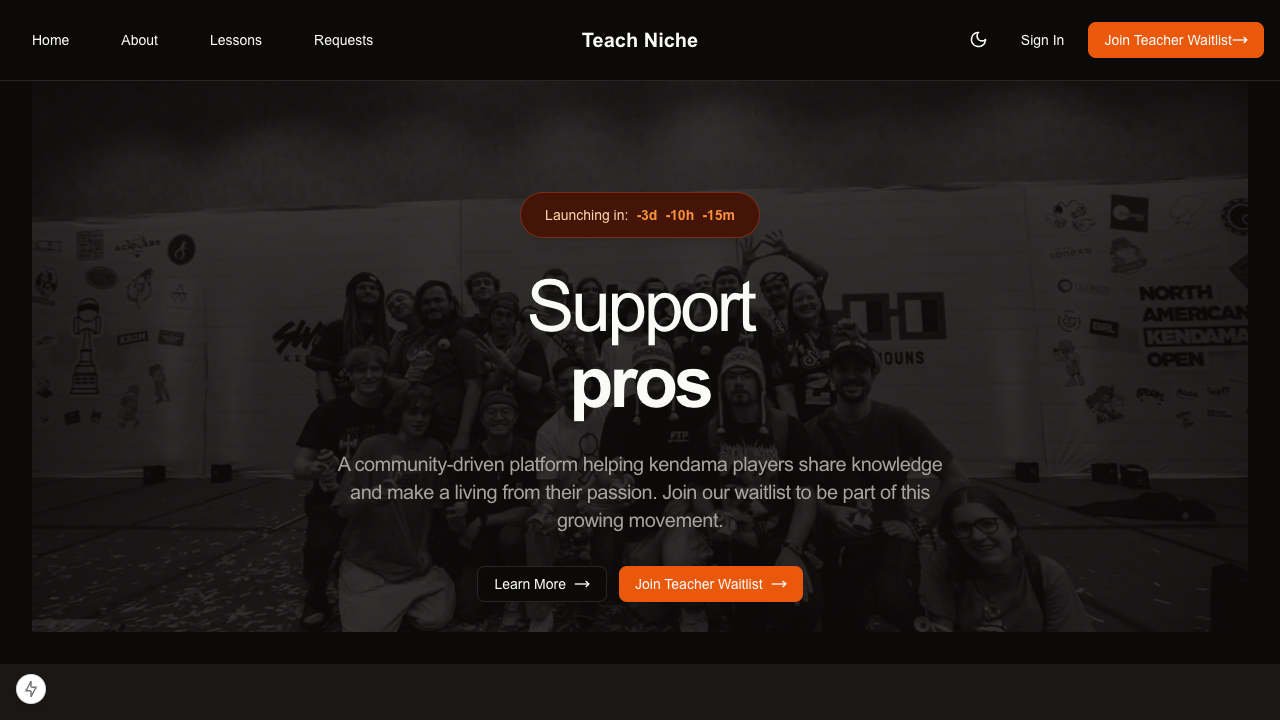 Home
About
Lessons
Requests
Teach Niche
Sign In
Join Teacher Waitlist
Launching in: -3d -10h -15m
NORTH
AMERICAN
KENDAMA
OPEN
Support
pros
FTP
A community-driven platform helping kendama players share knowledge
and make a living from their passion. Join our waitlist to be part of this
growing movement.
Learn More
Join Teacher Waitlist